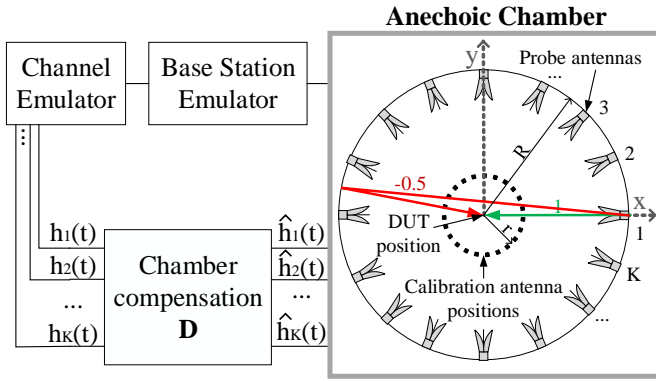 Anechoic Chamber
Channel
Emulator
Base Station
Emulator
y
Probe antennas
...
3
R
2
-0.5
1
x
1
DUT
position
r
K
Calibration antenna
positions
...
...
h1(t)
h2(t)
...
hK(t)
Chamber
compensation
D
ĥ1(t)
ĥ2(t)
...
ĥK(t)